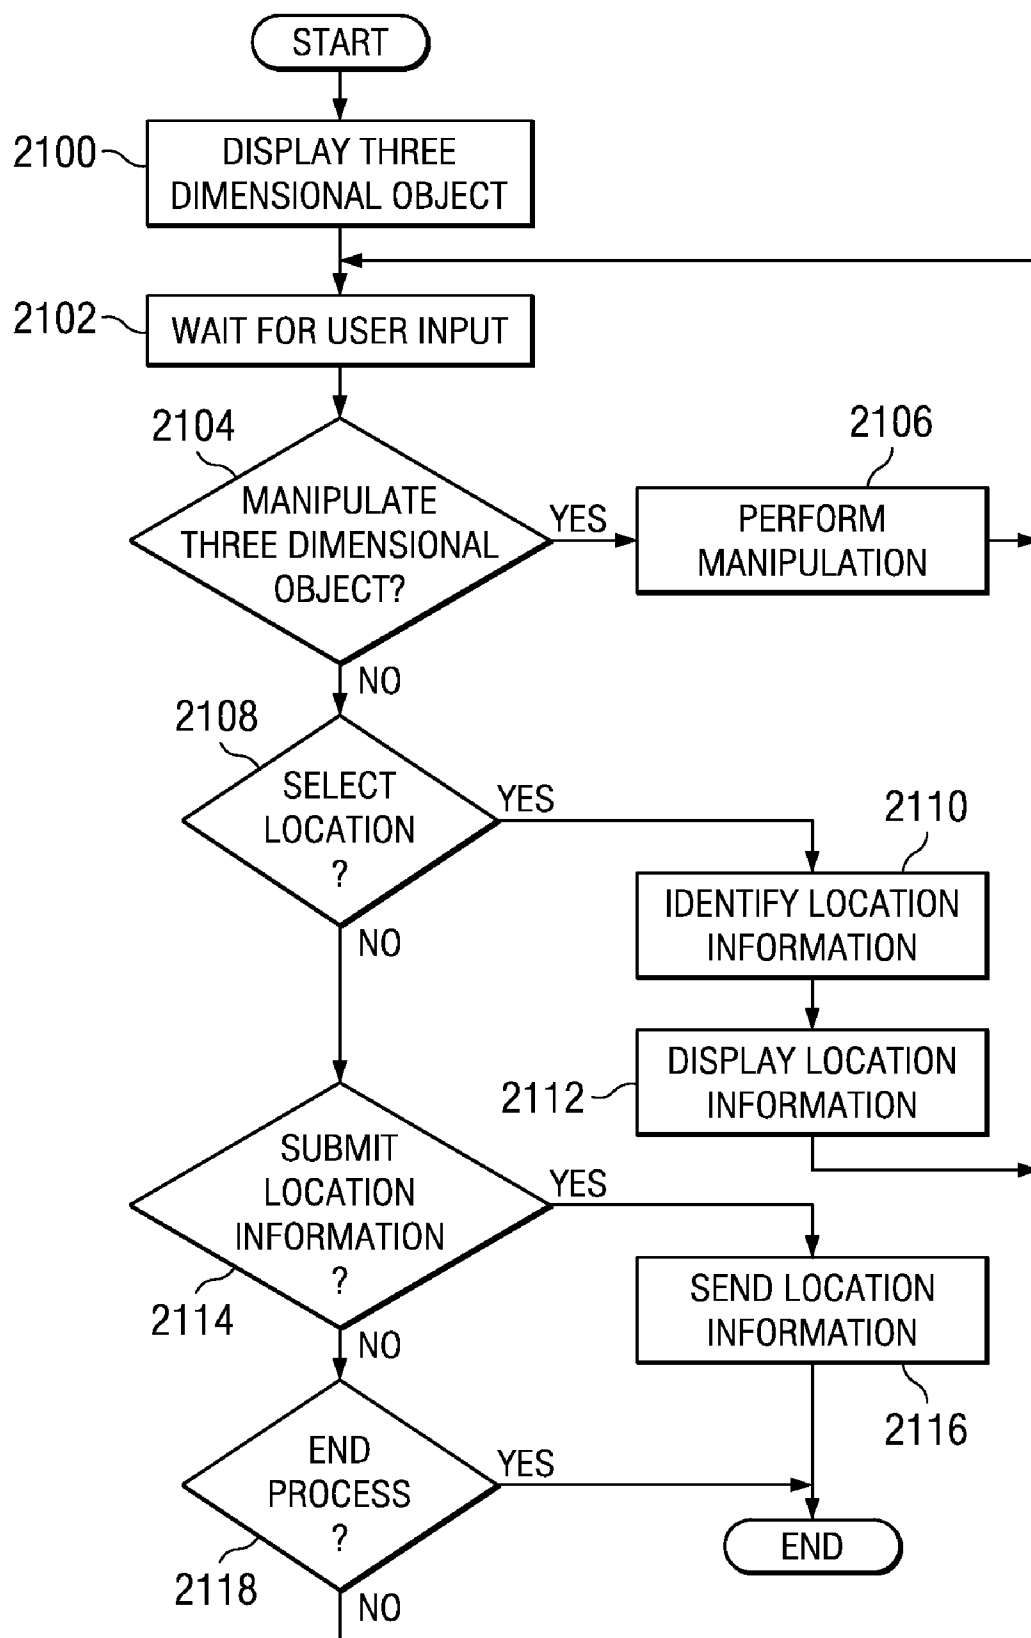 START
2100
DISPLAY THREE
DIMENSIONAL OBJECT
2102
WAIT FOR USER INPUT
2104
MANIPULATE
THREE DIMENSIONAL
OBJECT?
YES
2106
PERFORM
MANIPULATION
NO
2108
SELECT
LOCATION
?
YES
2110
IDENTIFY LOCATION
INFORMATION
NO
2112
DISPLAY LOCATION
INFORMATION
SUBMIT
LOCATION
INFORMATION
?
YES
2114
SEND LOCATION
INFORMATION
2116
NO
END
PROCESS
?
YES
2118
END
NO